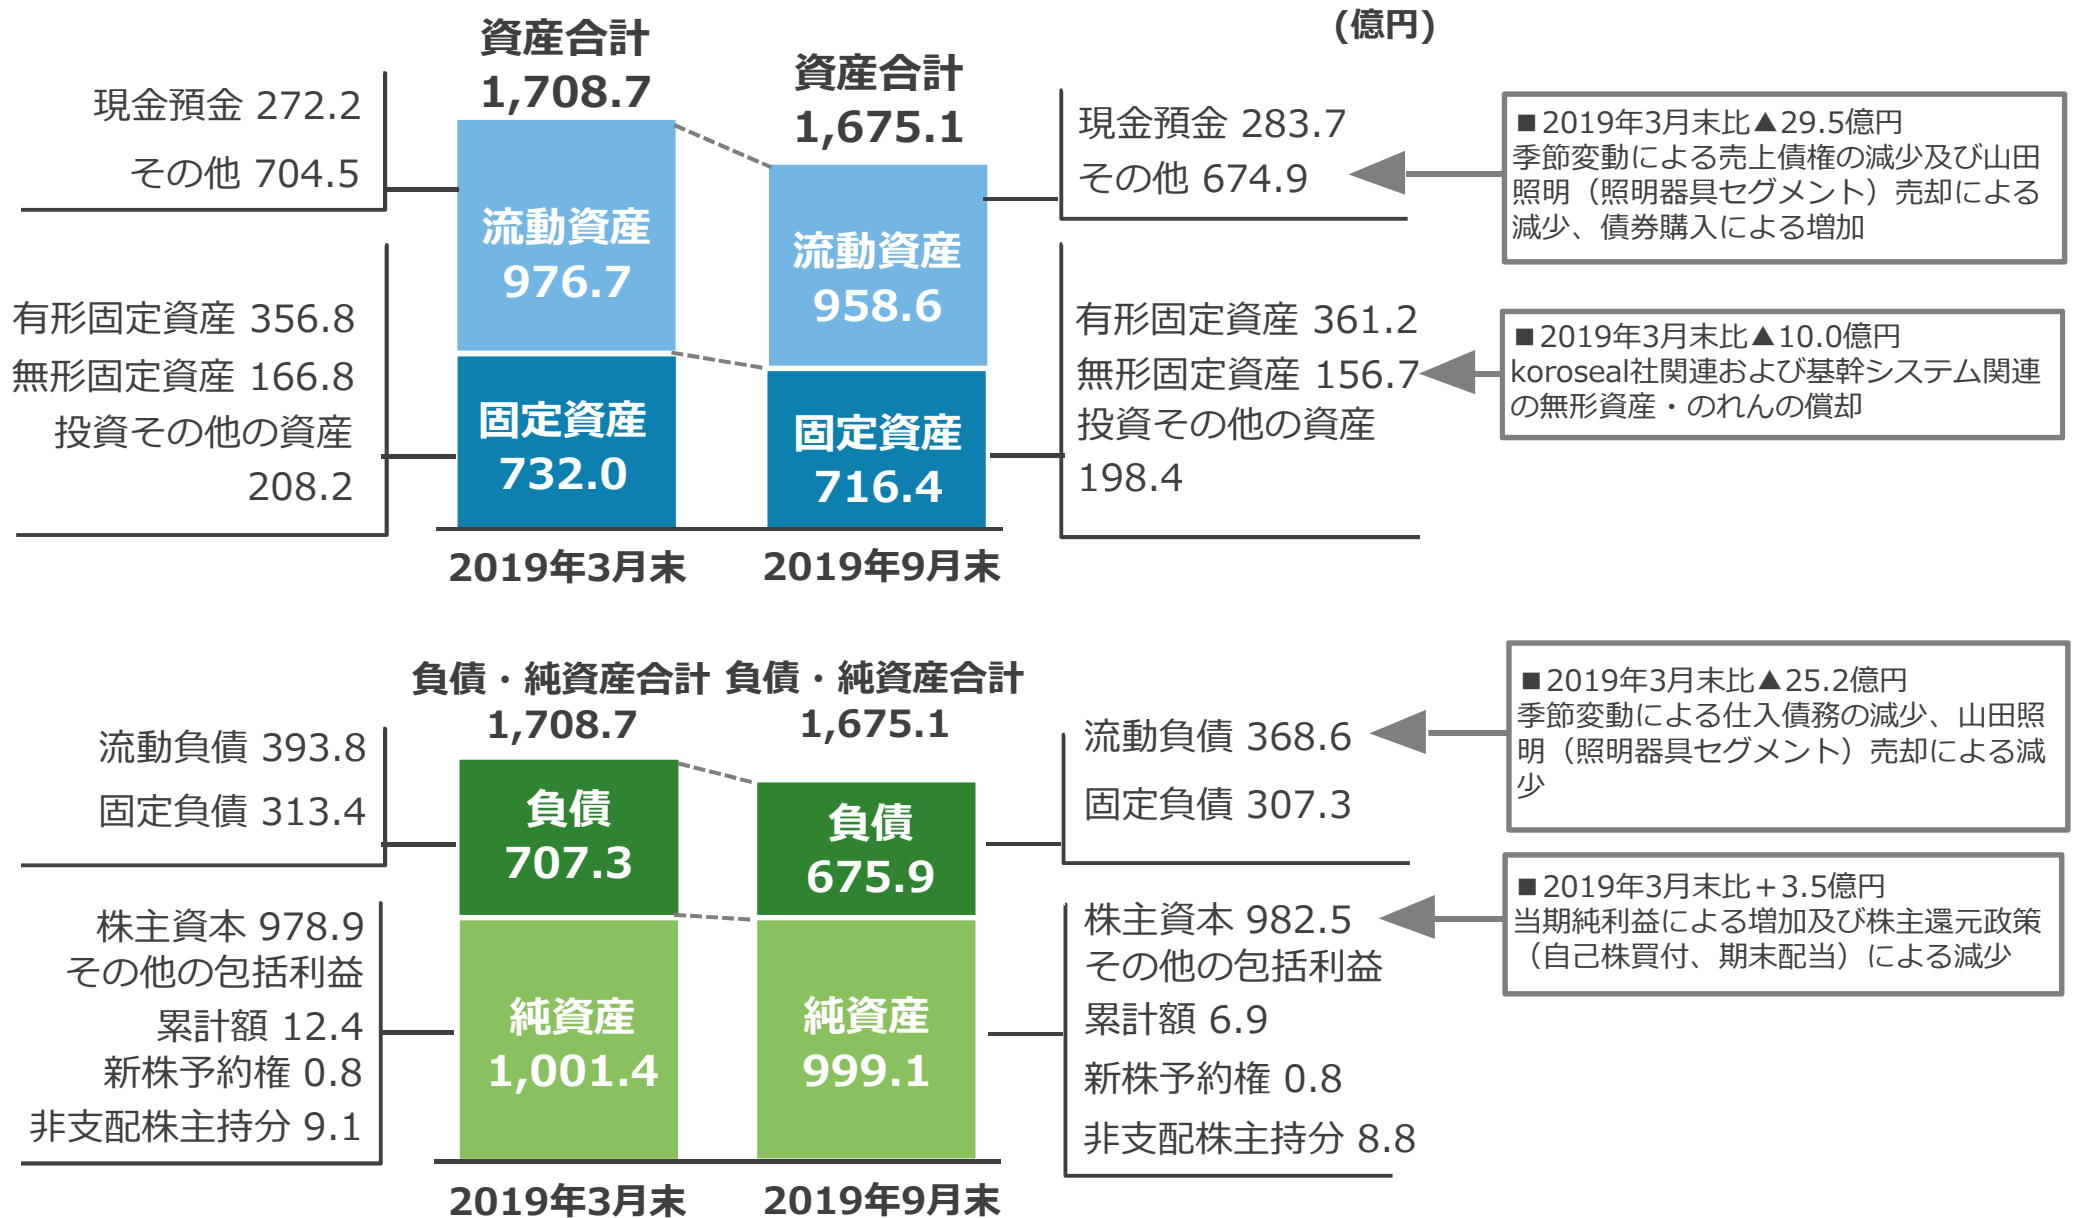 (億円)
資産合計
1,708.7
資産合計
1,675.1
現金預金 272.2
その他 704.5
流動資産
976.7
流動資産
958.6
現金預金 283.7
その他 674.9
■2019年3月末比▲29.5億円
季節変動による売上債権の減少及び山田
照明（照明器具セグメント）売却による
減少、債券購入による増加
有形固定資産 356.8
無形固定資産 166.8
投資その他の資産
208.2
固定資産
732.0
固定資産
716.4
有形固定資産 361.2
無形固定資産 156.7
投資その他の資産
198.4
■2019年3月末比▲10.0億円
koroseal社関連および基幹システム関連
の無形資産・のれんの償却
2019年3月末
2019年9月末
負債・純資産合計
1,708.7
負債・純資産合計
1,675.1
流動負債 393.8
固定負債 313.4
負債
707.3
負債
675.9
流動負債 368.6
固定負債 307.3
■2019年3月末比▲25.2億円
季節変動による仕入債務の減少、山田照
明（照明器具セグメント）売却による減
少
株主資本 978.9
その他の包括利益
累計額 12.4
新株予約権 0.8
非支配株主持分 9.1
純資産
1,001.4
純資産
999.1
株主資本 982.5
その他の包括利益
累計額 6.9
新株予約権 0.8
非支配株主持分 8.8
■2019年3月末比＋3.5億円
当期純利益による増加及び株主還元政策
（自己株買付、期末配当）による減少
2019年3月末
2019年9月末